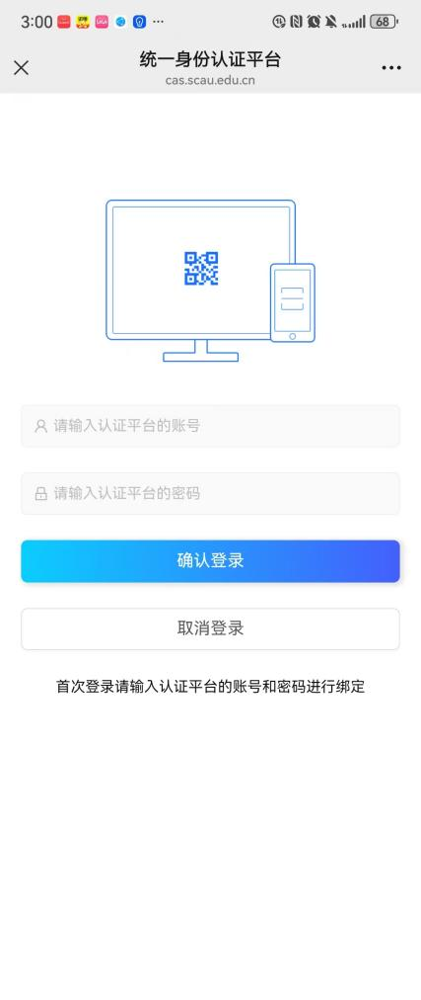 3:00
68
统一身份认证平台
cas.scau.edu.cn
请输入认证平台的账号
请输入认证平台的密码
确认登录
取消登录
首次登录请输入认证平台的账号和密码进行绑定